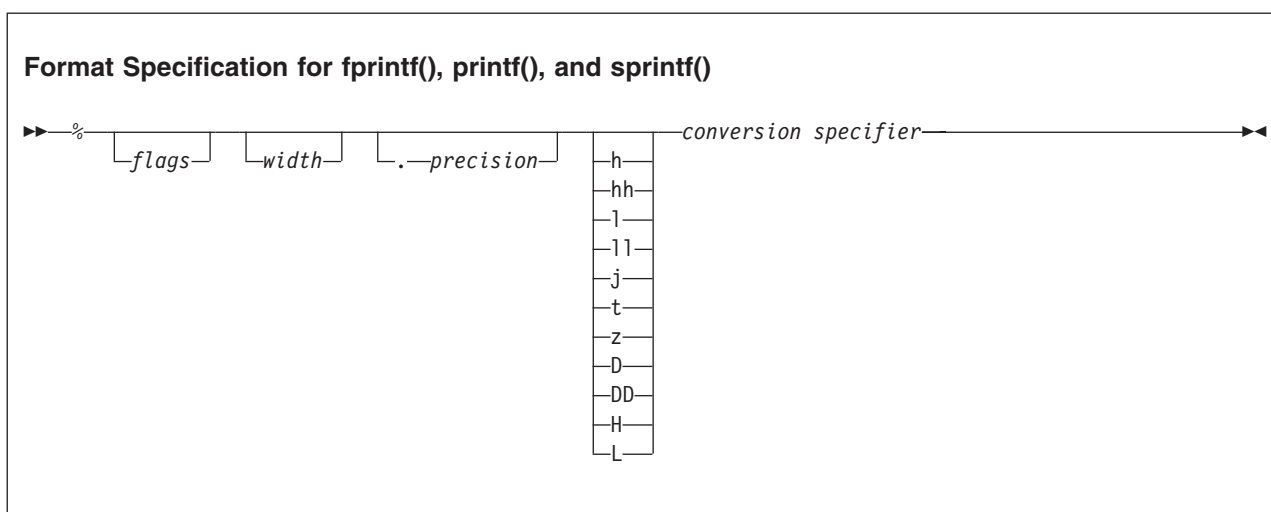 Format Specification for fprintf(), printf(), and sprintf()
% conversion specifier
flags width . precision h
hh
l
ll
j
t
z
D
DD
H
L